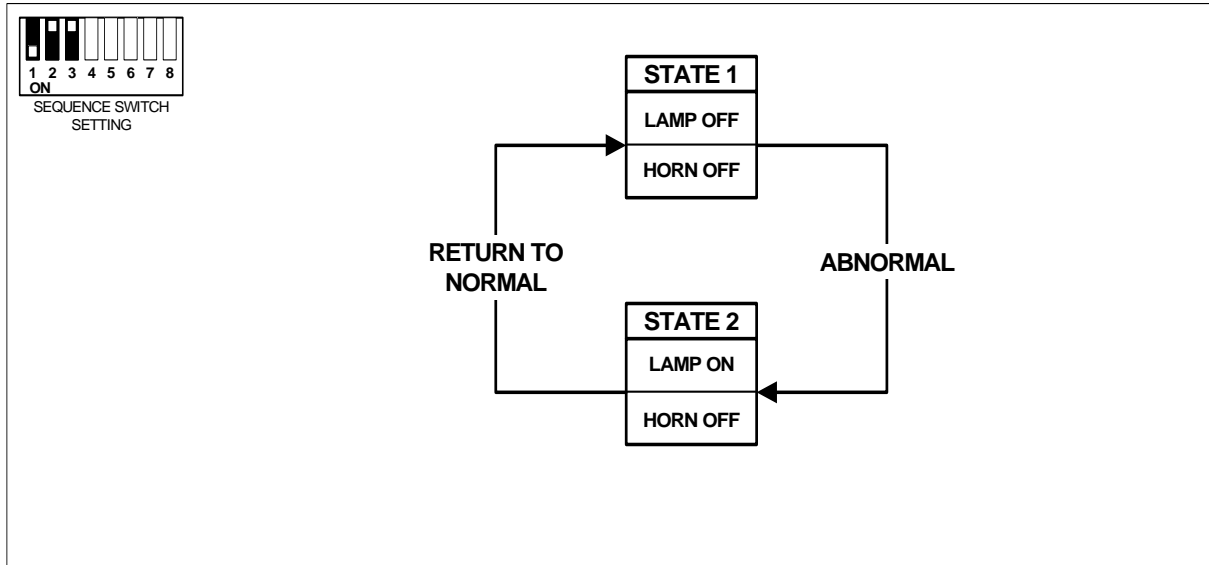 1 2 3 4 5 6 7 8
ON
SEQUENCE SWITCH
SETTING
STATE 1
LAMP OFF
HORN OFF
RETURN TO
NORMAL
ABNORMAL
STATE 2
LAMP ON
HORN OFF